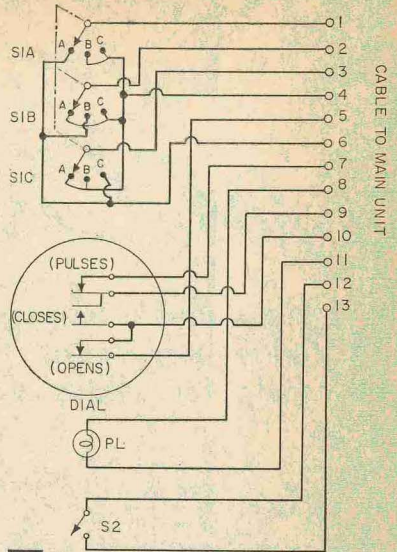 S1A
A
B
C
S1B
A
B
C
S1C
A
B
C
1
2
3
4
5
6
7
8
9
10
11
12
13
CABLE TO MAIN UNIT
(PULSES)
(CLOSES)
(OPENS)
DIAL
PL
S2